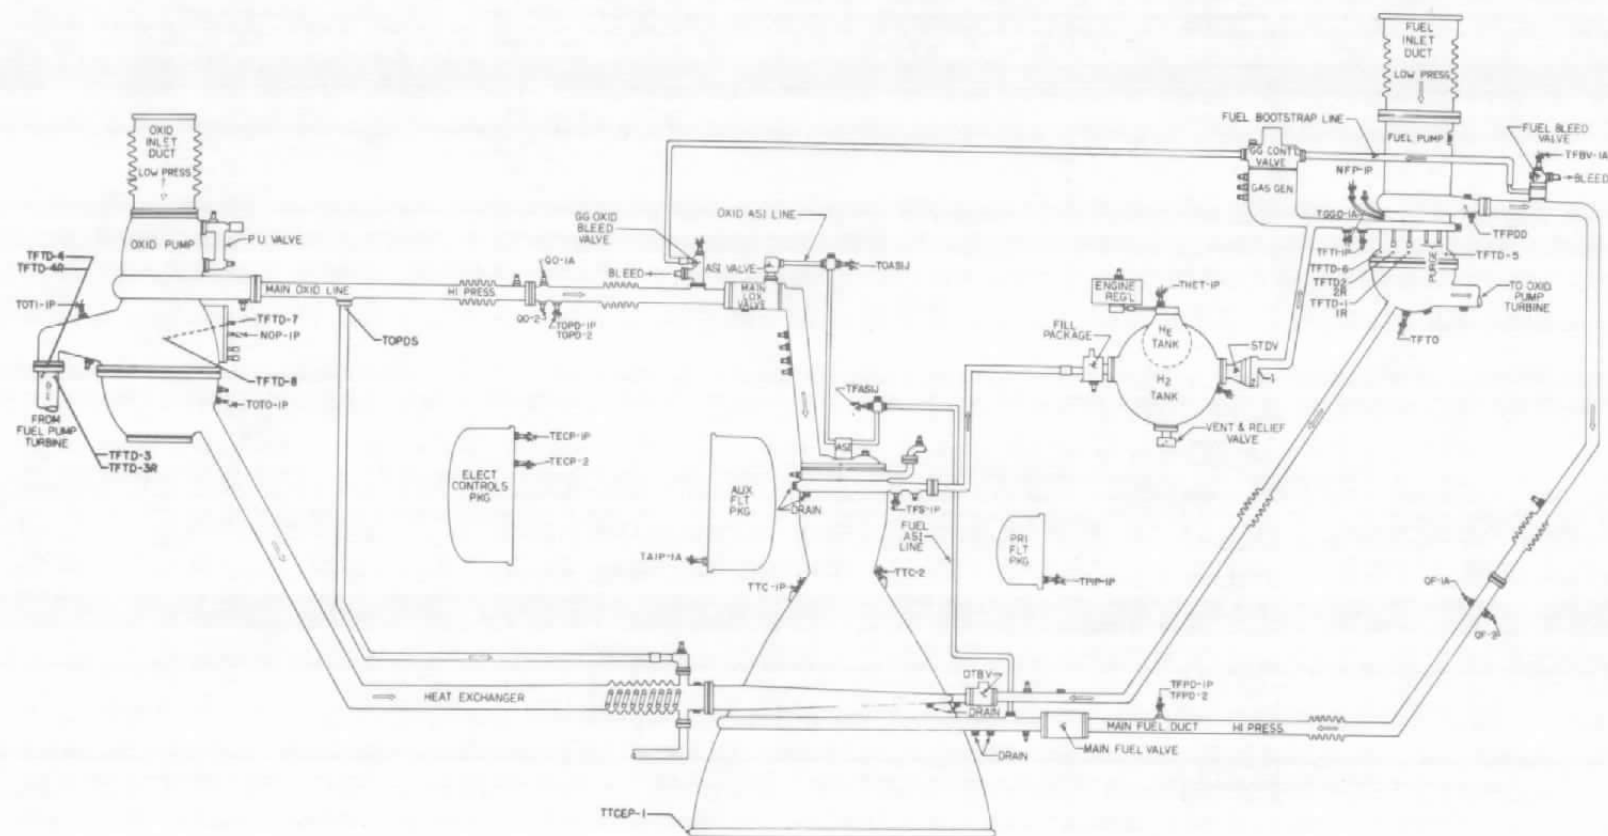 FUEL
INLET
DUCT
LOW PRESS
FUEL PUMP
FUEL BOOTSTRAP LINE
FUEL BLEED
VALVE
TFBV-1A
BLEED
GG CONT'L
VALVE
GAS GEN.
NFP-1P
TGGO-1A
TFPDD
TFTI-1P
TFTD-6
TFTD-2
2R
TFTD-1
1R
PURGE
TFTD-5
TO OXID
PUMP
TURBINE
TFTO
OXID
INLET
DUCT
LOW PRESS
OXID PUMP
P.U. VALVE
TFTD-4
TFTD-4R
TOTI-1P
MAIN OXID LINE
HI PRESS
TFTD-7
NOP-1P
TFTD-8
TOTO-1P
FROM
FUEL PUMP
TURBINE
TFTD-3
TFTD-3R
TOPDS
QO-1A
QO-2
TOPD-1P
TOPD-2
GG OXID
BLEED
VALVE
BLEED
OXID ASI LINE
ASI VALVE
MAIN
LOX
VALVE
TOASIJ
TFASIJ
ASI
ENGINE
REG'L
THET-1P
FILL
PACKAGE
HE
TANK
H2
TANK
STDV
1
VENT & RELIEF
VALVE
TECP-1P
TECP-2
ELECT
CONTROLS
PKG
AUX
FLT
PKG
TAIP-1A
DRAIN
TFS-1P
FUEL
ASI
LINE
PRI
FLT
PKG
TPIP-1P
TTC-1P
TTC-2
QF-1A
QF-2
HEAT EXCHANGER
OTBV
DRAIN
TFPD-1P
TFPD-2
MAIN FUEL DUCT
HI PRESS
MAIN FUEL VALVE
DRAIN
TTCEP-1